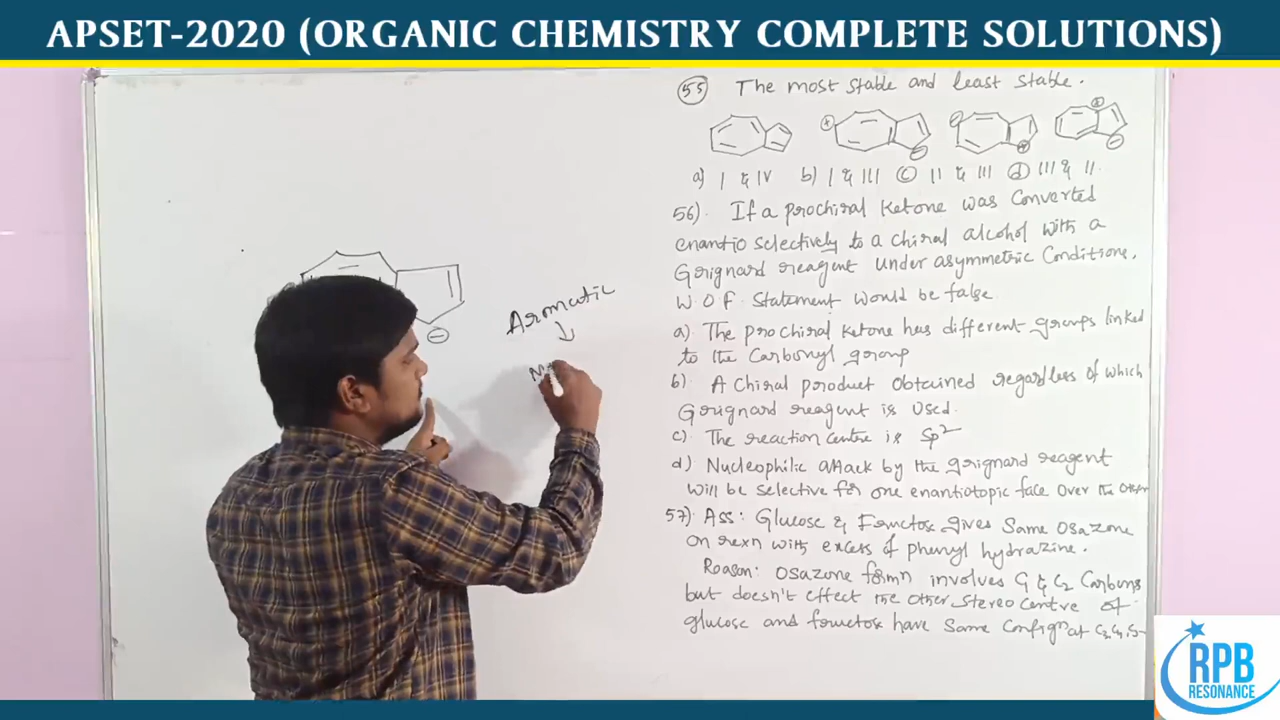 APSET-2020 (ORGANIC CHEMISTRY COMPLETE SOLUTIONS)
Aromatic
55 The most stable and least stable.
a) I & IV b) I & III c II & III d III & II.
56). If a prochiral Ketone was Converted
enantio selectively to a chiral alcohol with a
Grignard reagent under asymmetric Conditions.
W.O.F. Statement would be false
a) The prochiral Ketone has different groups linked
to the Carbonyl group
b) A Chiral product obtained regardless of which
Grignard reagent is used.
c) The reaction centre is Sp2
d) Nucleophilic attack by the grignard reagent
will be selective for one enantiotopic face over the other
57) Ass: Glucose & Fructose gives Same Osazone
on rexn with excess of phenyl hydrazine.
Reason: Osazone formn involves C1 & C2 Carbons
but doesn't effect the other Stereo Centre of
glucose and fructose have Same Confign at C3,C4,5-
RPB
RESONANCE